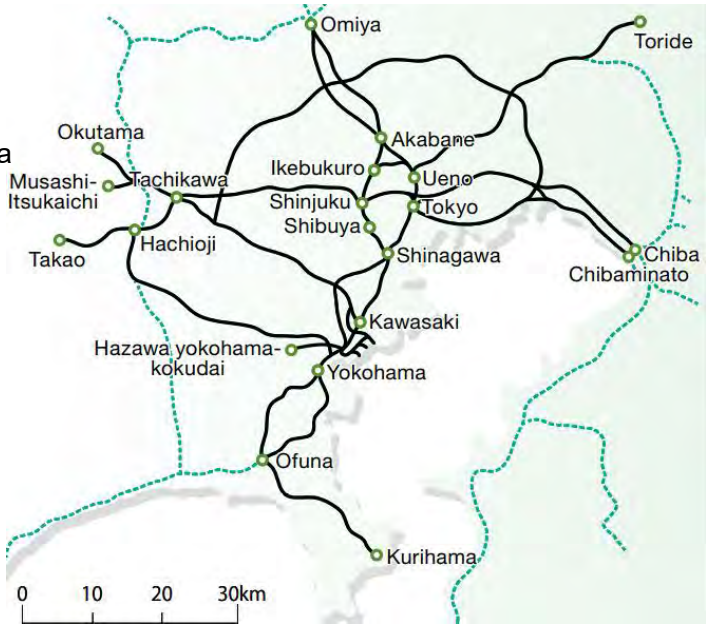 Omiya
Toride
Okutama
a
Akabane
Musashi-
Itsukaichi
Tachikawa
Ikebukuro
Ueno
Shinjuku
Tokyo
Shibuya
Takao
Hachioji
Shinagawa
Chiba
Chibaminato
Kawasaki
Hazawa yokohama-
kokudai
Yokohama
Ofuna
Kurihama
0 10 20 30km